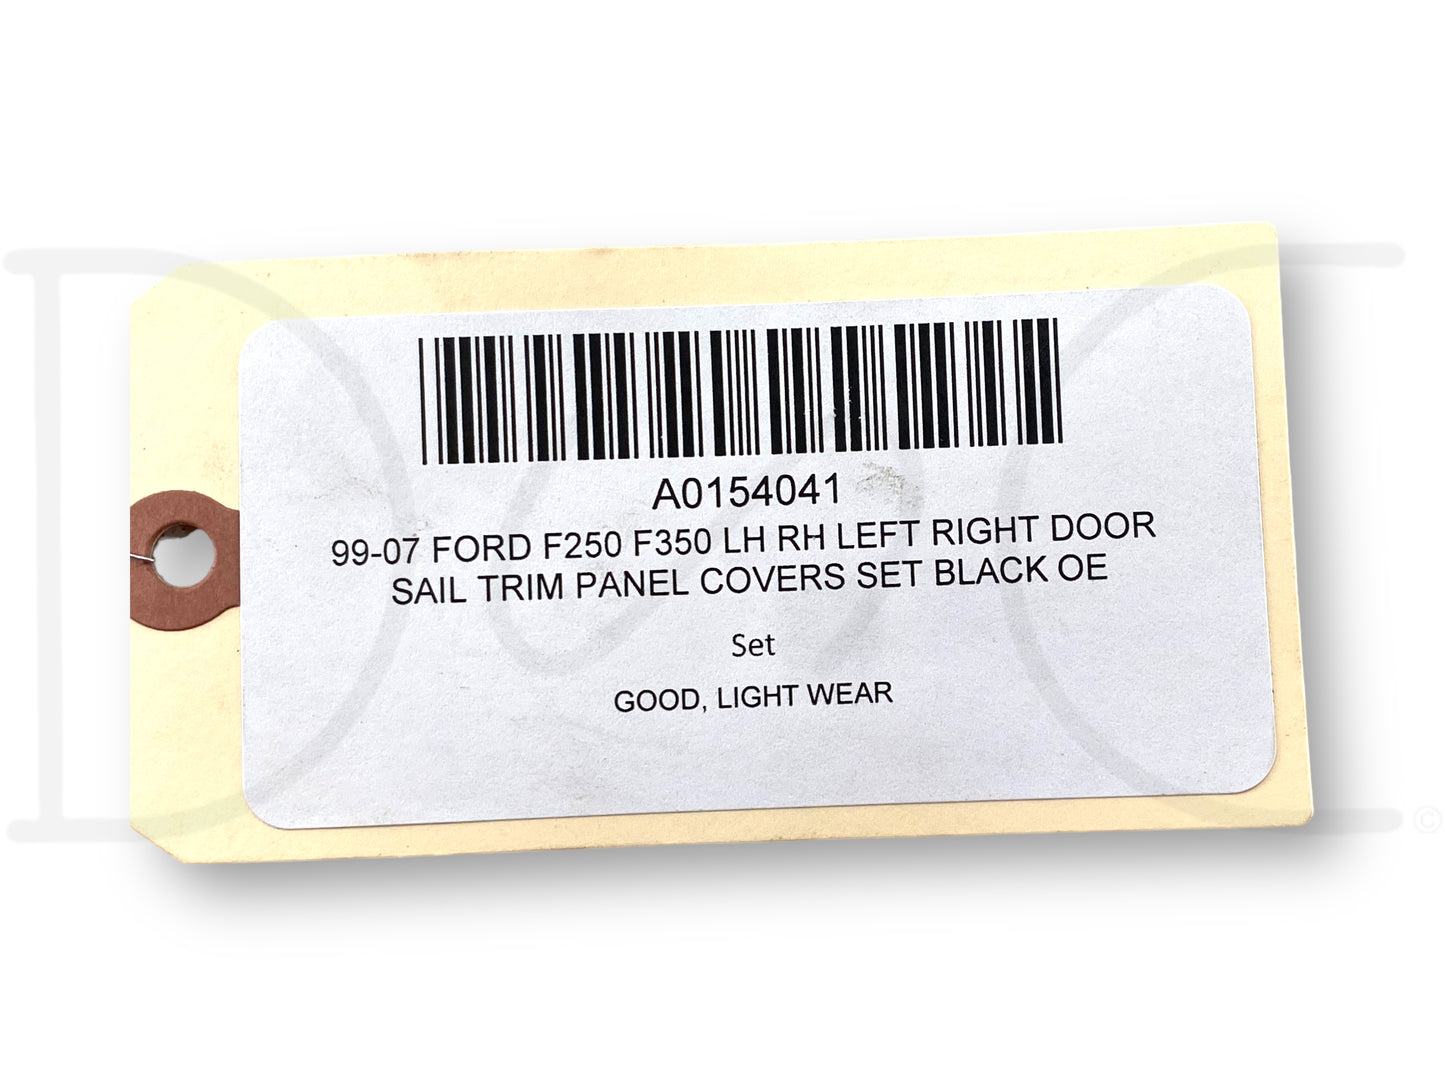 A0154041
99-07 FORD F250 F350 LH RH LEFT RIGHT DOOR
SAIL TRIM PANEL COVERS SET BLACK OE
Set
GOOD, LIGHT WEAR
©